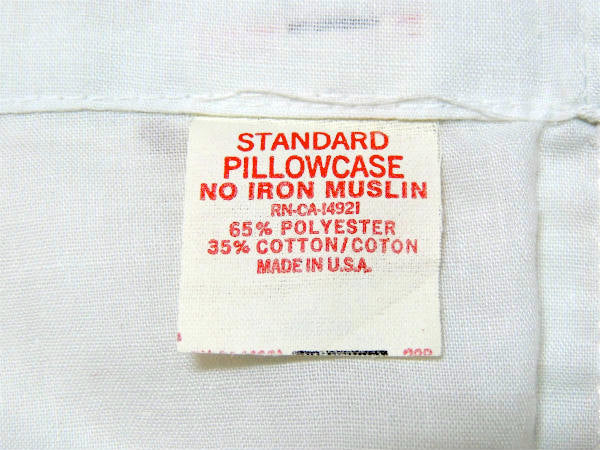 STANDARD
PILLOWCASE
NO IRON MUSLIN
RN-CA-14921
65% POLYESTER
35% COTTON/COTON
MADE IN U.S.A.